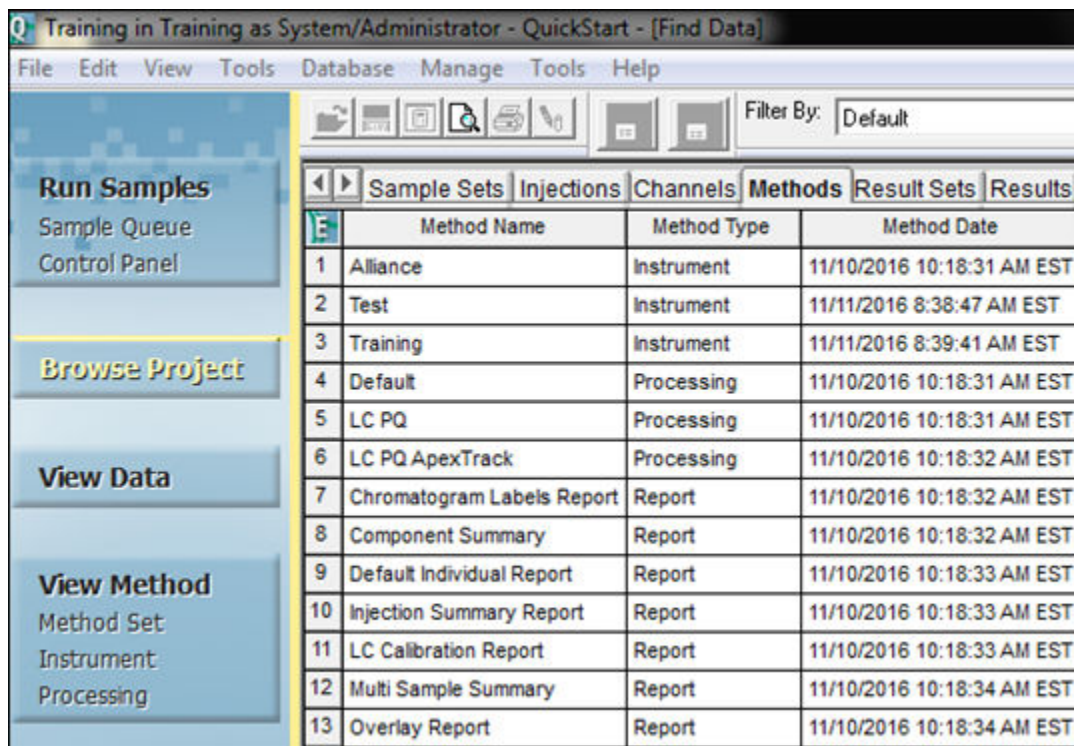 Training in Training as System/Administrator - QuickStart - [Find Data]
File Edit View Tools Database Manage Tools Help
Filter By: Default
Run Samples
Sample Queue
Control Panel
Browse Project
View Data
View Method
Method Set
Instrument
Processing
Sample Sets Injections Channels Methods Result Sets Results
Method Name Method Type Method Date
1 Alliance Instrument 11/10/2016 10:18:31 AM EST
2 Test Instrument 11/11/2016 8:38:47 AM EST
3 Training Instrument 11/11/2016 8:39:41 AM EST
4 Default Processing 11/10/2016 10:18:31 AM EST
5 LC PQ Processing 11/10/2016 10:18:31 AM EST
6 LC PQ ApexTrack Processing 11/10/2016 10:18:32 AM EST
7 Chromatogram Labels Report Report 11/10/2016 10:18:32 AM EST
8 Component Summary Report 11/10/2016 10:18:32 AM EST
9 Default Individual Report Report 11/10/2016 10:18:33 AM EST
10 Injection Summary Report Report 11/10/2016 10:18:33 AM EST
11 LC Calibration Report Report 11/10/2016 10:18:33 AM EST
12 Multi Sample Summary Report 11/10/2016 10:18:34 AM EST
13 Overlay Report Report 11/10/2016 10:18:34 AM EST